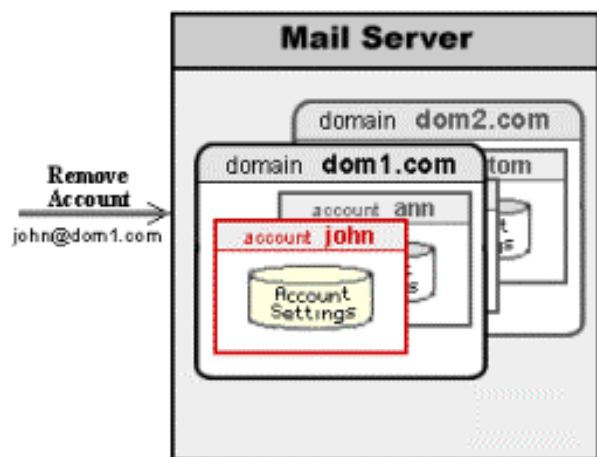 Mail Server
domain dom2.com
domain dom1.com
tom
Remove
Account
john@dom1.com
account ann
account john
Account
Settings